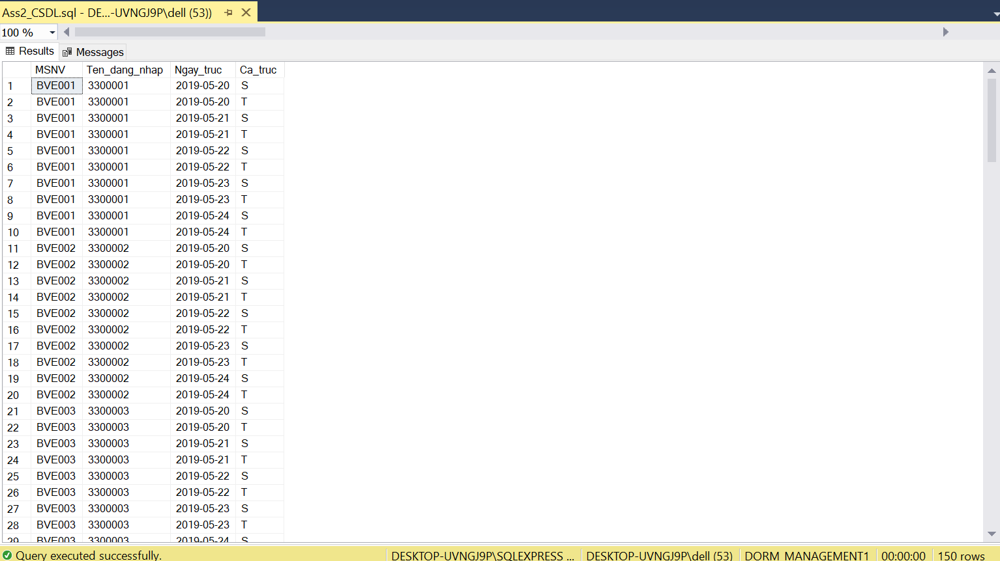 Ass2_CSDL.sql - DE...-UVNGJ9P\dell (53))
100 %
Results Messages
MSNV Ten_dang_nhap Ngay_truc Ca_truc
1 BVE001 3300001 2019-05-20 S
2 BVE001 3300001 2019-05-20 T
3 BVE001 3300001 2019-05-21 S
4 BVE001 3300001 2019-05-21 T
5 BVE001 3300001 2019-05-22 S
6 BVE001 3300001 2019-05-22 T
7 BVE001 3300001 2019-05-23 S
8 BVE001 3300001 2019-05-23 T
9 BVE001 3300001 2019-05-24 S
10 BVE001 3300001 2019-05-24 T
11 BVE002 3300002 2019-05-20 S
12 BVE002 3300002 2019-05-20 T
13 BVE002 3300002 2019-05-21 S
14 BVE002 3300002 2019-05-21 T
15 BVE002 3300002 2019-05-22 S
16 BVE002 3300002 2019-05-22 T
17 BVE002 3300002 2019-05-23 S
18 BVE002 3300002 2019-05-23 T
19 BVE002 3300002 2019-05-24 S
20 BVE002 3300002 2019-05-24 T
21 BVE003 3300003 2019-05-20 S
22 BVE003 3300003 2019-05-20 T
23 BVE003 3300003 2019-05-21 S
24 BVE003 3300003 2019-05-21 T
25 BVE003 3300003 2019-05-22 S
26 BVE003 3300003 2019-05-22 T
27 BVE003 3300003 2019-05-23 S
28 BVE003 3300003 2019-05-23 T
29 BVE003 3300003 2019-05-24 S
Query executed successfully. DESKTOP-UVNGJ9P\SQLEXPRESS ... DESKTOP-UVNGJ9P\dell (53) DORM_MANAGEMENT1 00:00:00 150 rows